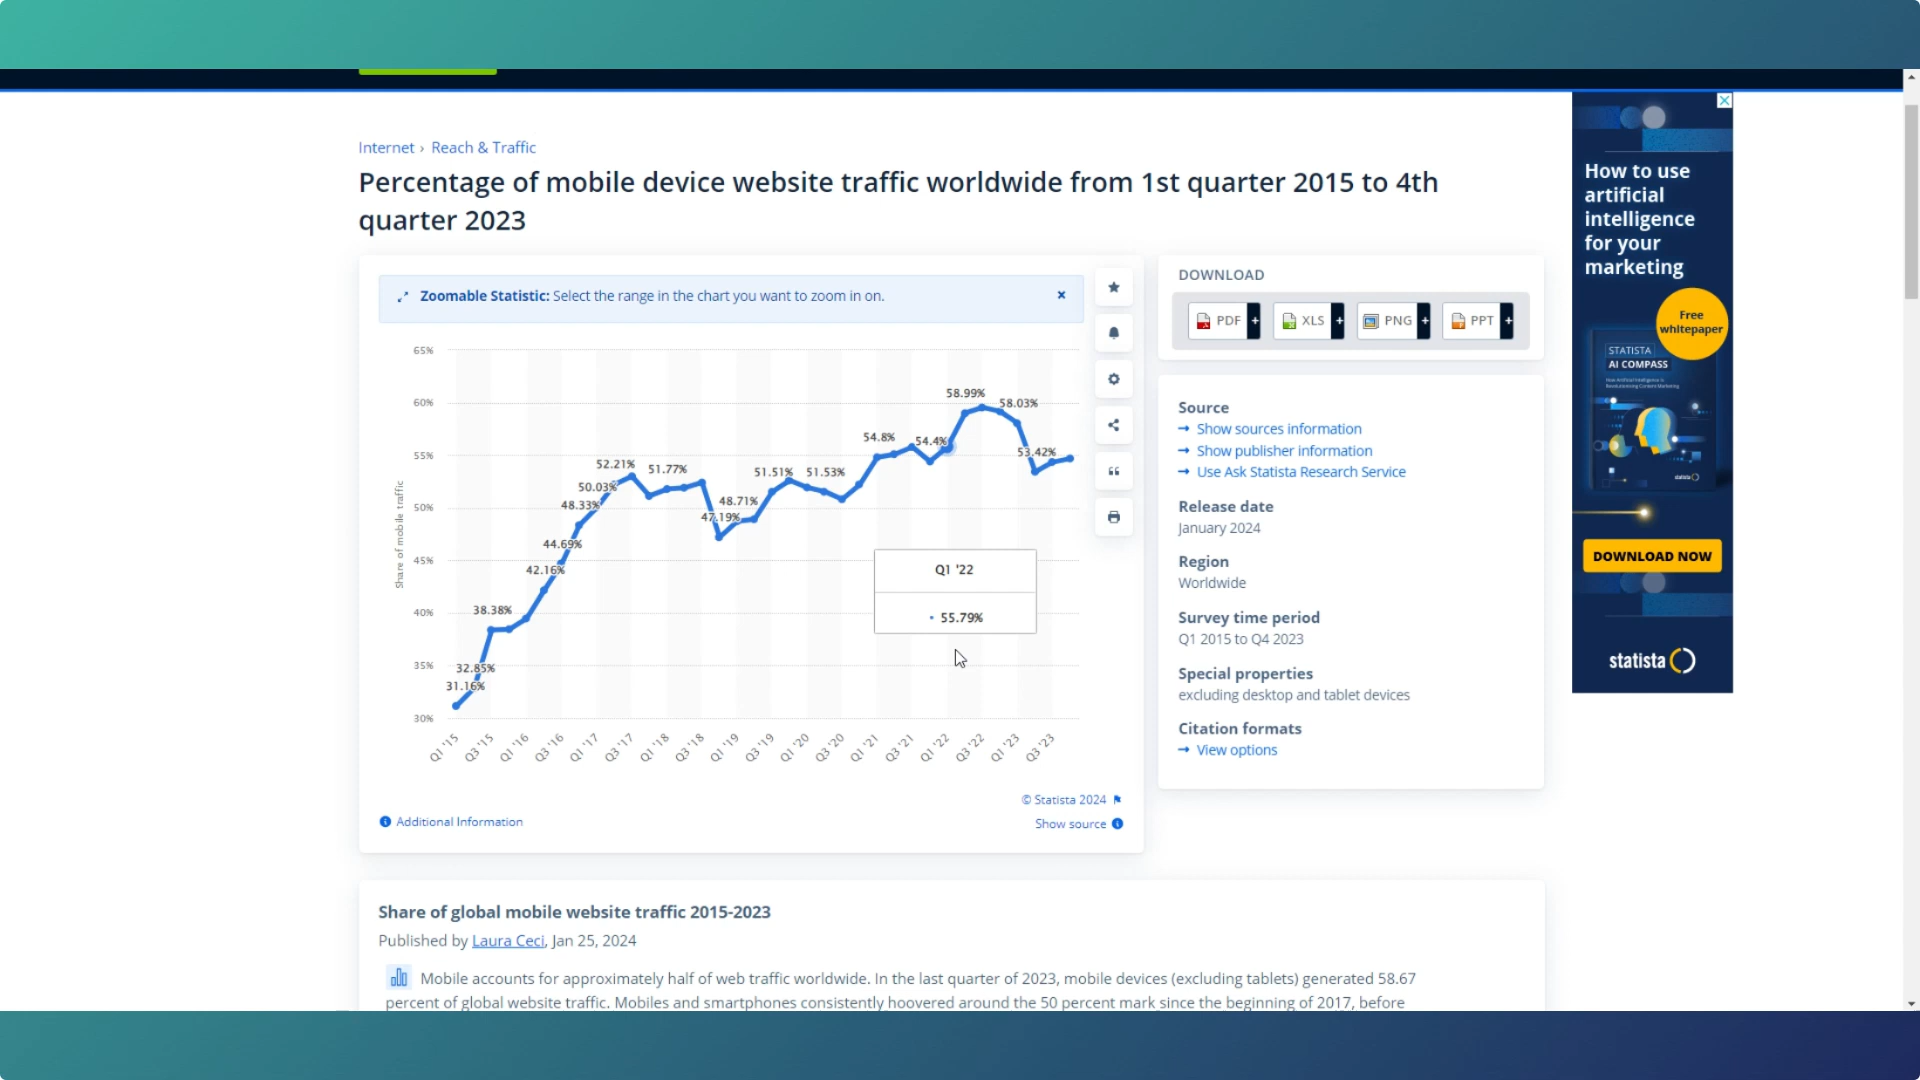 Internet › Reach & Traffic
Percentage of mobile device website traffic worldwide from 1st quarter 2015 to 4th
quarter 2023
Zoomable Statistic: Select the range in the chart you want to zoom in on.
Share of mobile traffic
65%
60%
55%
50%
45%
40%
35%
30%
31.16%
32.85%
38.38%
42.16%
44.69%
48.33%
50.03%
52.21%
51.77%
47.19%
48.71%
51.51%
51.53%
54.8%
54.4%
58.99%
58.03%
53.42%
Q1 '22
55.79%
Q1 '15
Q3 '15
Q1 '16
Q3 '16
Q1 '17
Q3 '17
Q1 '18
Q3 '18
Q1 '19
Q3 '19
Q1 '20
Q3 '20
Q1 '21
Q3 '21
Q1 '22
Q3 '22
Q1 '23
Q3 '23
© Statista 2024
Additional Information
Show source
DOWNLOAD
PDF + XLS + PNG + PPT +
Source
→ Show sources information
→ Show publisher information
→ Use Ask Statista Research Service
Release date
January 2024
Region
Worldwide
Survey time period
Q1 2015 to Q4 2023
Special properties
excluding desktop and tablet devices
Citation formats
→ View options
How to use
artificial
intelligence
for your
marketing
Free
whitepaper
STATISTA
AI COMPASS
statista
DOWNLOAD NOW
statista
Share of global mobile website traffic 2015-2023
Published by Laura Ceci, Jan 25, 2024
Mobile accounts for approximately half of web traffic worldwide. In the last quarter of 2023, mobile devices (excluding tablets) generated 58.67
percent of global website traffic. Mobiles and smartphones consistently hoovered around the 50 percent mark since the beginning of 2017, before